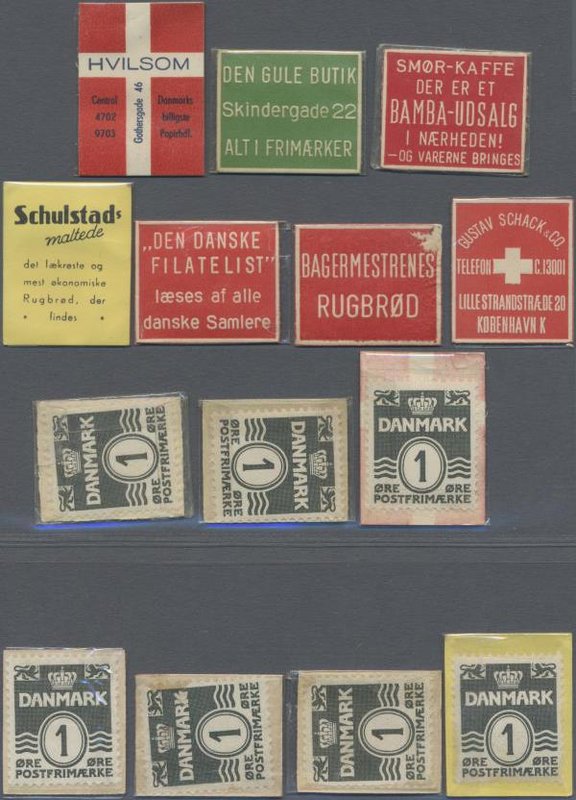 HVILSOM
Central
4702
9703
Gothersgade 46
Danmarks
billigste
Papirhdl.
DEN GULE BUTIK
Skindergade 22
ALT I FRIMÆRKER
SMØR-KAFFE
DER ER ET
BAMBA-UDSALG
I NÆRHEDEN!
—OG VARERNE BRINGES
Schulstads
maltede
det lækreste og
mest økonomiske
Rugbrød, der
• findes •
„DEN DANSKE
FILATELIST"
læses af alle
danske Samlere
BAGERMESTRENES
RUGBRØD
GUSTAV SCHACK & CO.
TELEFON C. 13001
LILLE STRANDSTRÆDE 20
KØBENHAVN K
DANMARK
1
ØRE ØRE
POSTFRIMÆRKE
DANMARK
1
ØRE ØRE
POSTFRIMÆRKE
DANMARK
1
ØRE ØRE
POSTFRIMÆRKE
DANMARK
1
ØRE ØRE
POSTFRIMÆRKE
DANMARK
1
ØRE ØRE
POSTFRIMÆRKE
DANMARK
1
ØRE ØRE
POSTFRIMÆRKE
DANMARK
1
ØRE ØRE
POSTFRIMÆRKE